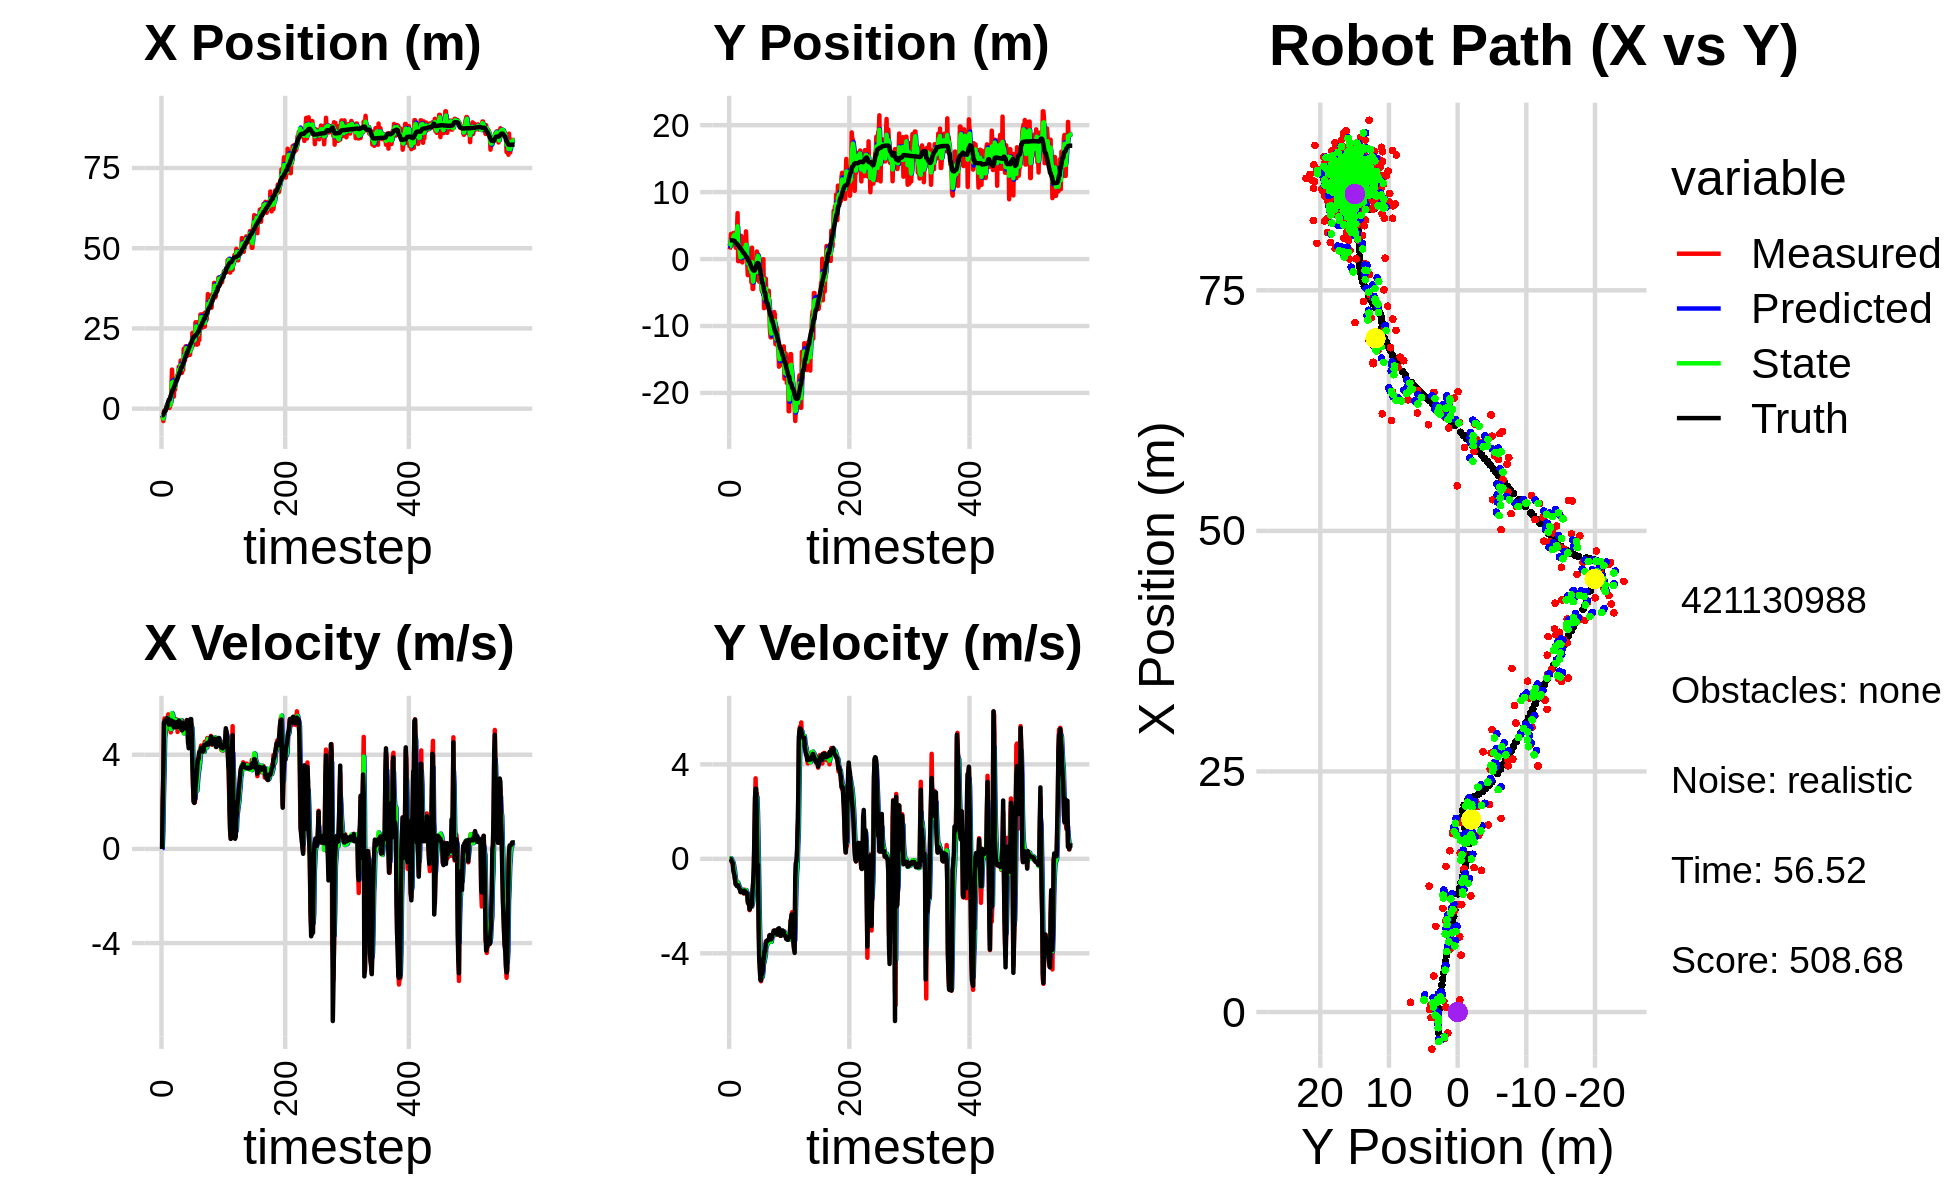 X Position (m)
75
50
25
0
0
200
400
timestep
Y Position (m)
20
10
0
-10
-20
0
200
400
timestep
X Velocity (m/s)
4
0
-4
0
200
400
timestep
Y Velocity (m/s)
4
0
-4
0
200
400
timestep
Robot Path (X vs Y)
X Position (m)
75
50
25
0
20 10 0 -10 -20
Y Position (m)
variable
Measured
Predicted
State
Truth
421130988
Obstacles: none
Noise: realistic
Time: 56.52
Score: 508.68